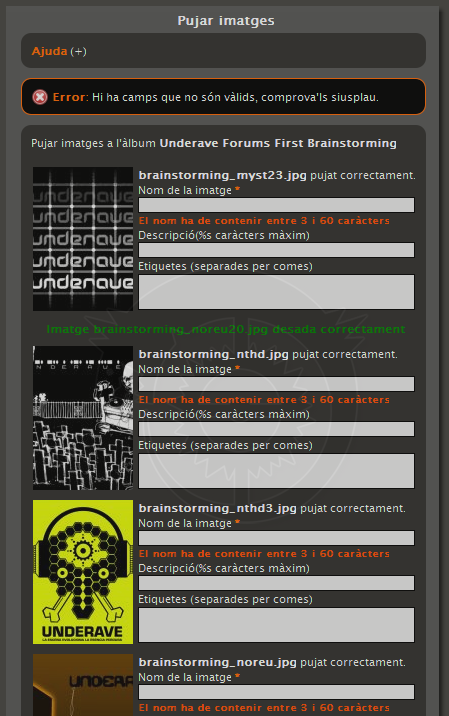 Pujar imatges
Ajuda (+)
Error: Hi ha camps que no són vàlids, comprova'ls siusplau.
Pujar imatges a l'àlbum Underave Forums First Brainstorming
brainstorming_myst23.jpg pujat correctament.
Nom de la imatge *
El nom ha de contenir entre 3 i 60 caràcters
Descripció(%s caràcters màxim)
Etiquetes (separades per comes)
underave
underave
underave
underave
underave
Imatge brainstorming_noreu20.jpg desada correctament
brainstorming_nthd.jpg pujat correctament.
Nom de la imatge *
El nom ha de contenir entre 3 i 60 caràcters
Descripció(%s caràcters màxim)
Etiquetes (separades per comes)
brainstorming_nthd3.jpg pujat correctament.
Nom de la imatge *
El nom ha de contenir entre 3 i 60 caràcters
Descripció(%s caràcters màxim)
Etiquetes (separades per comes)
UNDERAVE
brainstorming_noreu.jpg pujat correctament.
Nom de la imatge *
El nom ha de contenir entre 3 i 60 caràcters